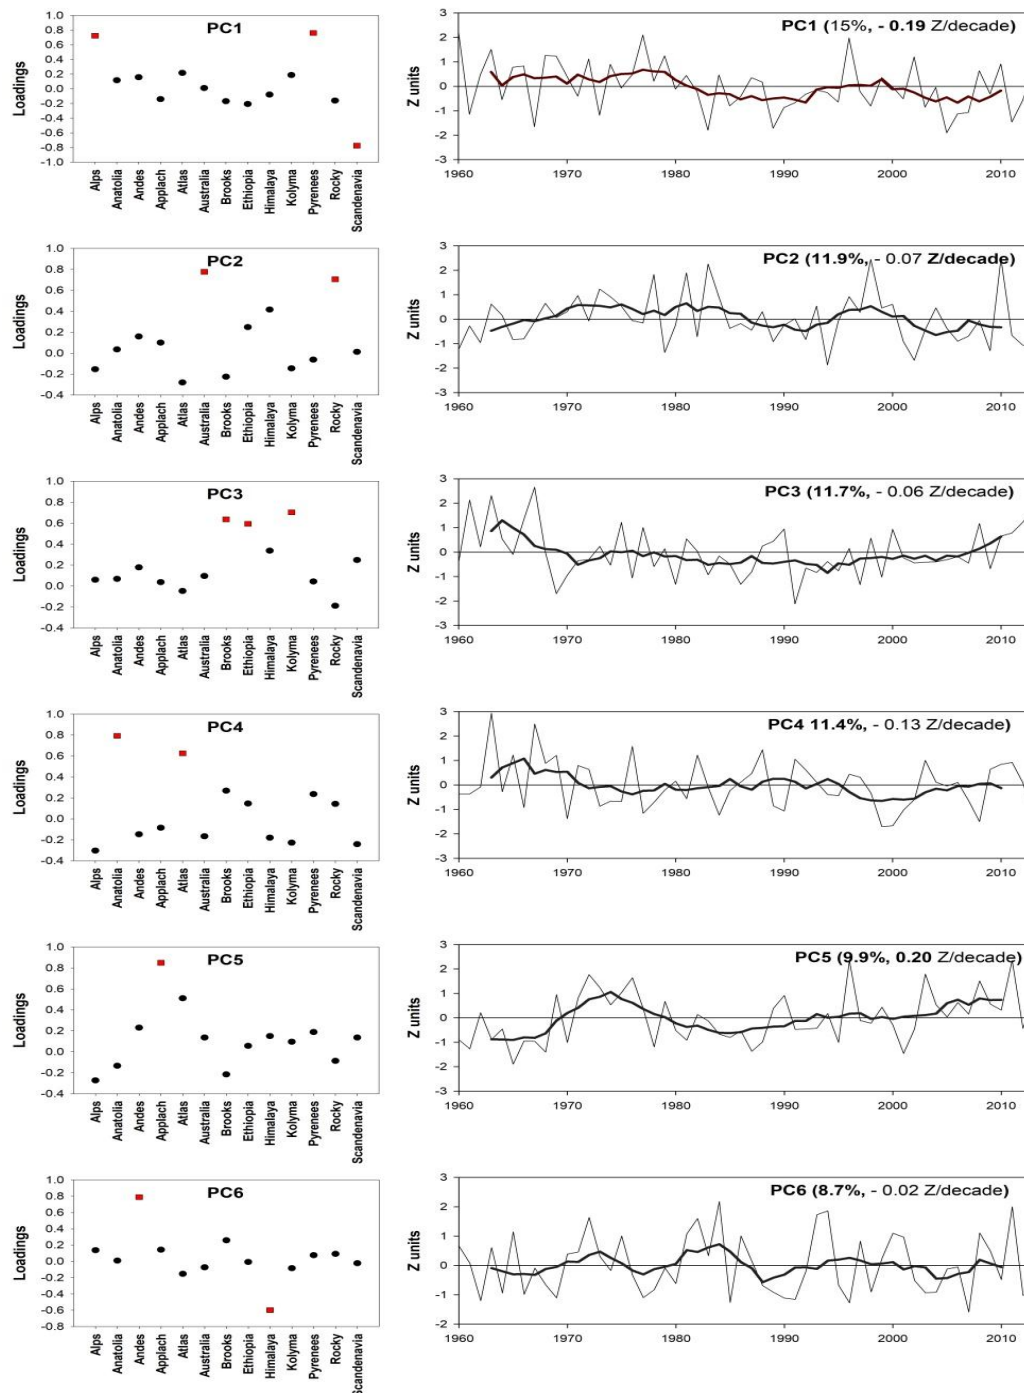 PC1
Loadings
1.0
0.8
0.6
0.4
0.2
0.0
-0.2
-0.4
-0.6
-0.8
-1.0
Alps
Anatolia
Andes
Applach
Atlas
Australia
Brooks
Ethiopia
Himalaya
Kolyma
Pyrenees
Rocky
Scandenavia
PC1 (15%, - 0.19 Z/decade)
Z units
3
2
1
0
-1
-2
-3
1960
1970
1980
1990
2000
2010
PC2
Loadings
1.0
0.8
0.6
0.4
0.2
0.0
-0.2
-0.4
Alps
Anatolia
Andes
Applach
Atlas
Australia
Brooks
Ethiopia
Himalaya
Kolyma
Pyrenees
Rocky
Scandenavia
PC2 (11.9%, - 0.07 Z/decade)
Z units
3
2
1
0
-1
-2
-3
1960
1970
1980
1990
2000
2010
PC3
Loadings
1.0
0.8
0.6
0.4
0.2
0.0
-0.2
-0.4
Alps
Anatolia
Andes
Applach
Atlas
Australia
Brooks
Ethiopia
Himalaya
Kolyma
Pyrenees
Rocky
Scandenavia
PC3 (11.7%, - 0.06 Z/decade)
Z units
3
2
1
0
-1
-2
-3
1960
1970
1980
1990
2000
2010
PC4
Loadings
1.0
0.8
0.6
0.4
0.2
0.0
-0.2
-0.4
Alps
Anatolia
Andes
Applach
Atlas
Australia
Brooks
Ethiopia
Himalaya
Kolyma
Pyrenees
Rocky
Scandenavia
PC4 11.4%, - 0.13 Z/decade)
Z units
3
2
1
0
-1
-2
-3
1960
1970
1980
1990
2000
2010
PC5
Loadings
1.0
0.8
0.6
0.4
0.2
0.0
-0.2
-0.4
Alps
Anatolia
Andes
Applach
Atlas
Australia
Brooks
Ethiopia
Himalaya
Kolyma
Pyrenees
Rocky
Scandenavia
PC5 (9.9%, 0.20 Z/decade)
Z units
3
2
1
0
-1
-2
-3
1960
1970
1980
1990
2000
2010
PC6
Loadings
1.0
0.8
0.6
0.4
0.2
0.0
-0.2
-0.4
-0.6
-0.8
Alps
Anatolia
Andes
Applach
Atlas
Australia
Brooks
Ethiopia
Himalaya
Kolyma
Pyrenees
Rocky
Scandenavia
PC6 (8.7%, - 0.02 Z/decade)
Z units
3
2
1
0
-1
-2
1960
1970
1980
1990
2000
2010